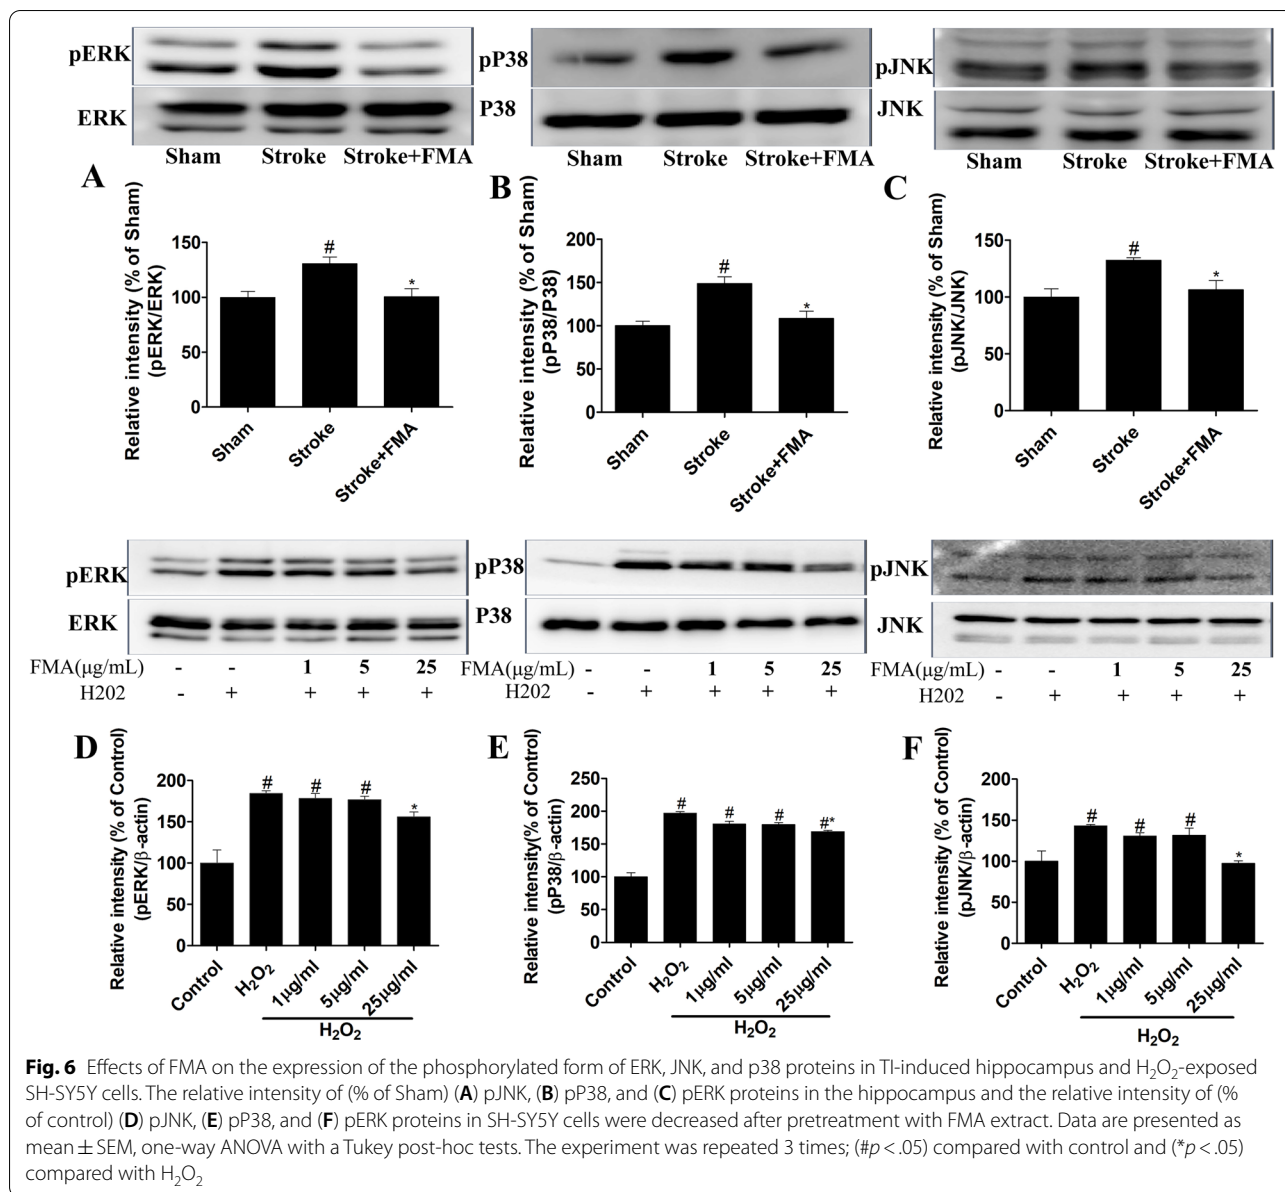 pERK
ERK
Sham Stroke Stroke+FMA
pP38
P38
Sham Stroke Stroke+FMA
pJNK
JNK
Sham Stroke Stroke+FMA
A
Relative intensity (% of Sham)
(pERK/ERK)
150
100
50
0
#
*
Sham
Stroke
Stroke+FMA
B
Relative intensity (% of Sham)
(pP38/P38)
200
150
100
50
0
#
*
Sham
Stroke
Stroke+FMA
C
Relative intensity (% of Sham)
(pJNK/JNK)
150
100
50
0
#
*
Sham
Stroke
Stroke+FMA
pERK
ERK
FMA(μg/mL) - - 1 5 25
H202 - + + + +
pP38
P38
FMA(μg/mL) - - 1 5 25
H202 - + + + +
pJNK
JNK
FMA(μg/mL) - - 1 5 25
H202 - + + + +
D
Relative intensity (% of Control)
(pERK/β-actin)
200
150
100
50
0
# # # *
Control
H₂O₂
1μg/ml
5μg/ml
25μg/ml
H₂O₂
E
Relative intensity(% of Control)
(pP38/β-actin)
250
200
150
100
50
0
# # # #*
Control
H₂O₂
1μg/ml
5μg/ml
25μg/ml
H₂O₂
F
Relative intensity (% of Control)
(pJNK/β-actin)
200
150
100
50
0
# # # *
Control
H₂O₂
1μg/ml
5μg/ml
25μg/ml
H₂O₂
Fig. 6 Effects of FMA on the expression of the phosphorylated form of ERK, JNK, and p38 proteins in TI-induced hippocampus and H₂O₂-exposed
SH-SY5Y cells. The relative intensity of (% of Sham) (A) pJNK, (B) pP38, and (C) pERK proteins in the hippocampus and the relative intensity of (%
of control) (D) pJNK, (E) pP38, and (F) pERK proteins in SH-SY5Y cells were decreased after pretreatment with FMA extract. Data are presented as
mean ± SEM, one-way ANOVA with a Tukey post-hoc tests. The experiment was repeated 3 times; (#p < .05) compared with control and (*p < .05)
compared with H₂O₂